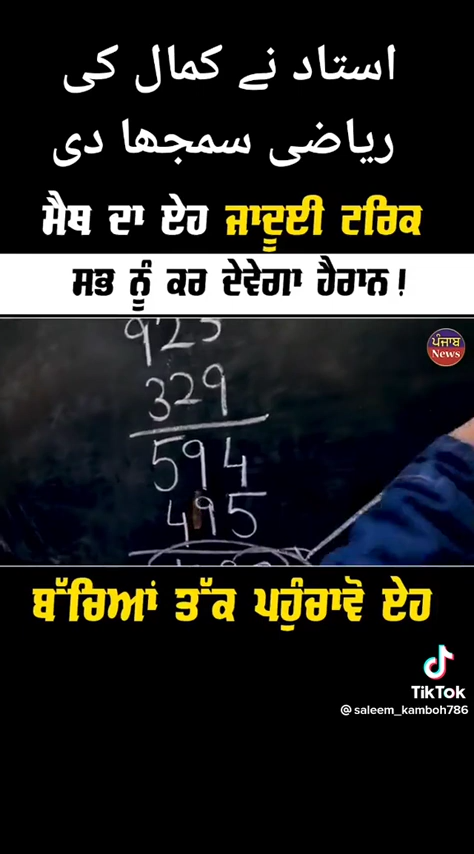 استاد نے کمال کی
ریاضی سمجھا دی
ਮੈਥ ਦਾ ਏਹ ਜਾਦੂਈ ਟਰਿਕ
ਸਭ ਨੂੰ ਕਰ ਦੇਵੇਗਾ ਹੈਰਾਨ!
ਪੰਜਾਬ
News
923
329
594
495
ਬੱਚਿਆਂ ਤੱਕ ਪਹੁੰਚਾਵੋ ਏਹ
TikTok
@saleem_kamboh786